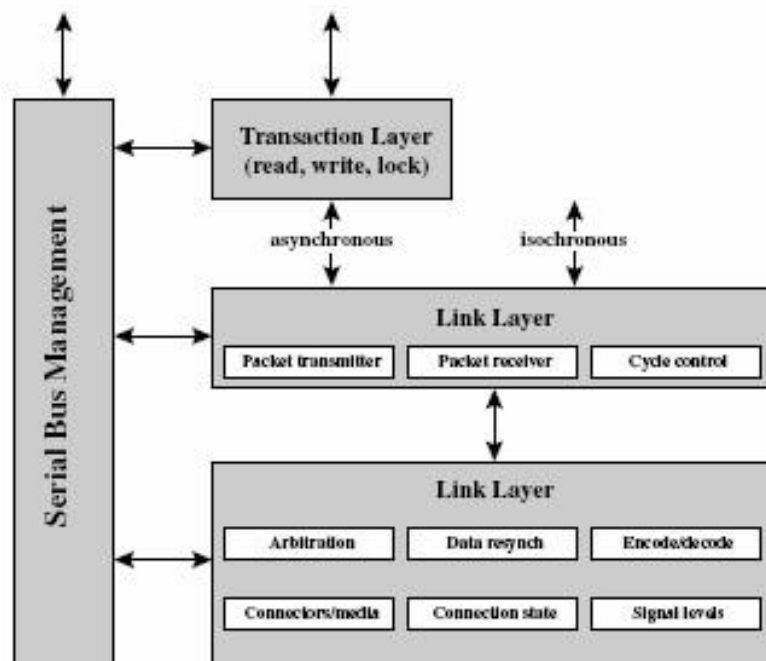 Transaction Layer
(read, write, lock)
asynchronous
isochronous
Serial Bus Management
Link Layer
Packet transmitter
Packet receiver
Cycle control
Link Layer
Arbitration
Data resynch
Encode/decode
Connectors/media
Connection state
Signal levels